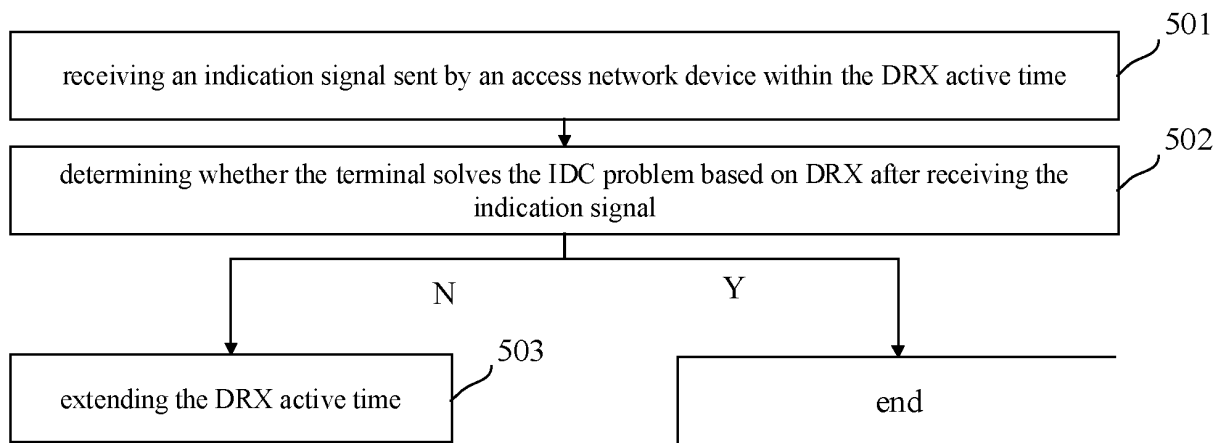 501
receiving an indication signal sent by an access network device within the DRX active time
502
determining whether the terminal solves the IDC problem based on DRX after receiving the
indication signal
N
Y
503
extending the DRX active time
end